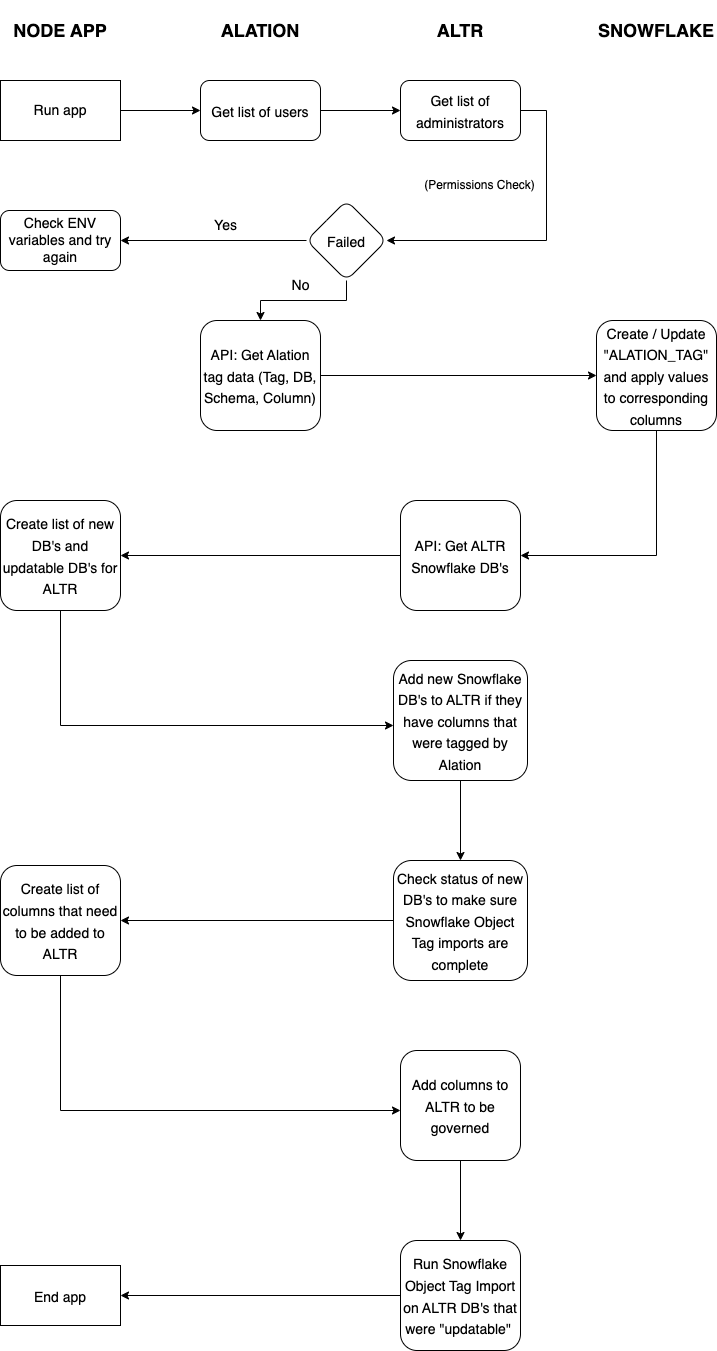 NODE APP
ALATION
ALTR
SNOWFLAKE
Run app
Get list of users
Get list of
administrators
(Permissions Check)
Check ENV
variables and try
again
Yes
Failed
No
API: Get Alation
tag data (Tag, DB,
Schema, Column)
Create / Update
"ALATION_TAG"
and apply values
to corresponding
columns
Create list of new
DB's and
updatable DB's for
ALTR
API: Get ALTR
Snowflake DB's
Add new Snowflake
DB's to ALTR if they
have columns that
were tagged by
Alation
Create list of
columns that need
to be added to
ALTR
Check status of new
DB's to make sure
Snowflake Object
Tag imports are
complete
Add columns to
ALTR to be
governed
End app
Run Snowflake
Object Tag Import
on ALTR DB's that
were "updatable"